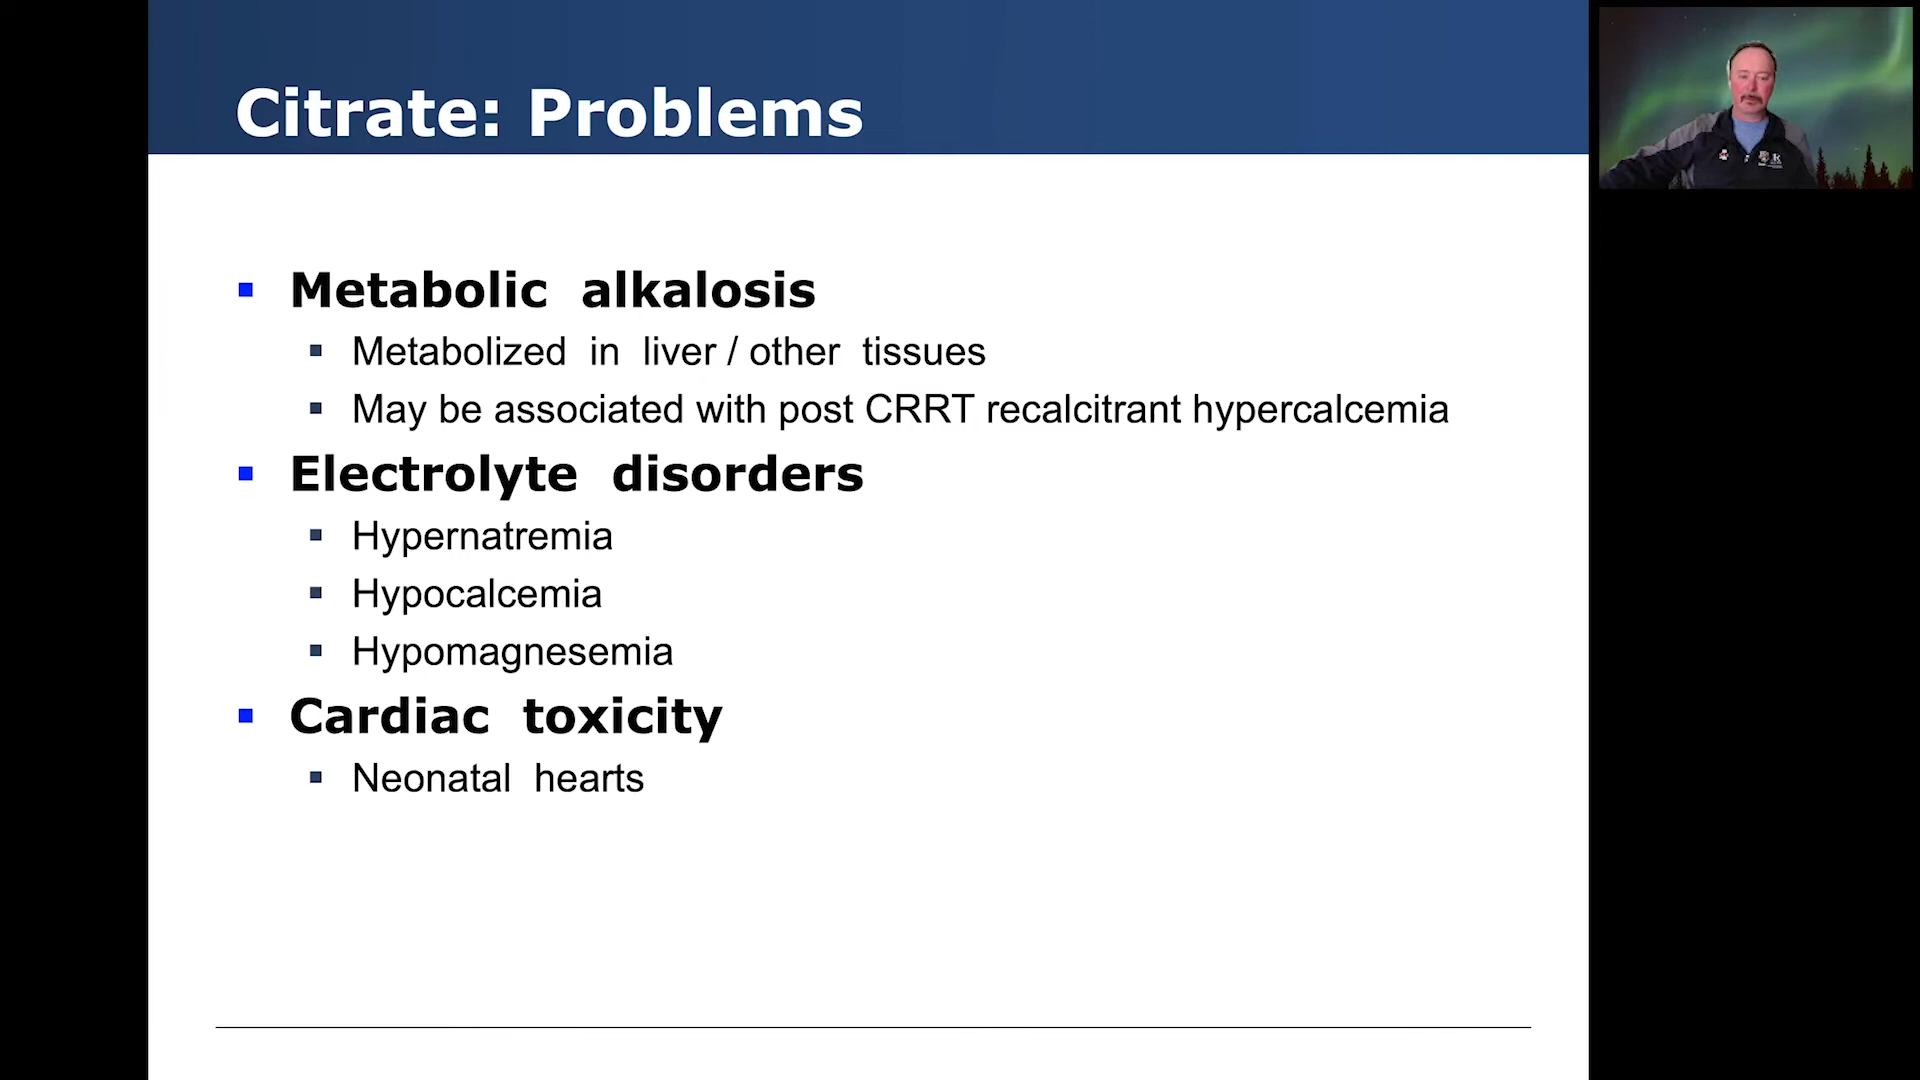 Citrate: Problems
Metabolic alkalosis
Metabolized in liver / other tissues
May be associated with post CRRT recalcitrant hypercalcemia
Electrolyte disorders
Hypernatremia
Hypocalcemia
Hypomagnesemia
Cardiac toxicity
Neonatal hearts